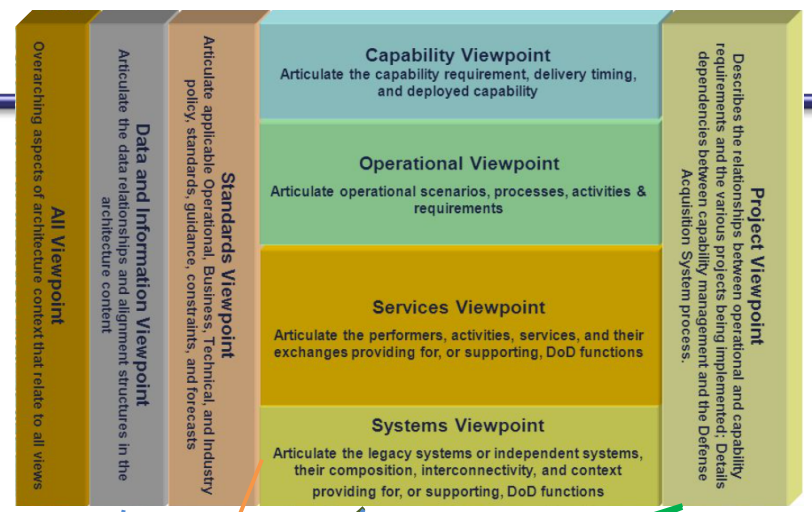 All Viewpoint
Overarching aspects of architecture context that relate to all views
Data and Information Viewpoint
Articulate the data relationships and alignment structures in the
architecture content
Standards Viewpoint
Articulate applicable Operational, Business, Technical, and Industry
policy, standards, guidance, constraints, and forecasts
Capability Viewpoint
Articulate the capability requirement, delivery timing,
and deployed capability
Operational Viewpoint
Articulate operational scenarios, processes, activities &
requirements
Services Viewpoint
Articulate the performers, activities, services, and their
exchanges providing for, or supporting, DoD functions
Systems Viewpoint
Articulate the legacy systems or independent systems,
their composition, interconnectivity, and context
providing for, or supporting, DoD functions
Project Viewpoint
Describes the relationships between operational and capability
requirements and the various projects being implemented; Details
dependencies between capability management and the Defense
Acquisition System process.